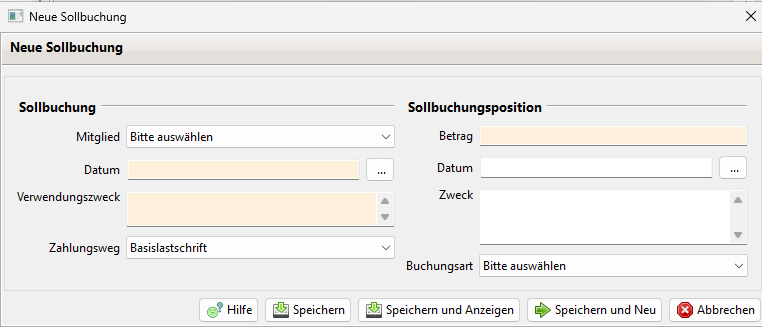 Neue Sollbuchung
Neue Sollbuchung
Sollbuchung
Mitglied Bitte auswählen
Datum ...
Verwendungszweck
Zahlungsweg Basislastschrift
Sollbuchungsposition
Betrag
Datum ...
Zweck
Buchungsart Bitte auswählen
Hilfe Speichern Speichern und Anzeigen Speichern und Neu Abbrechen